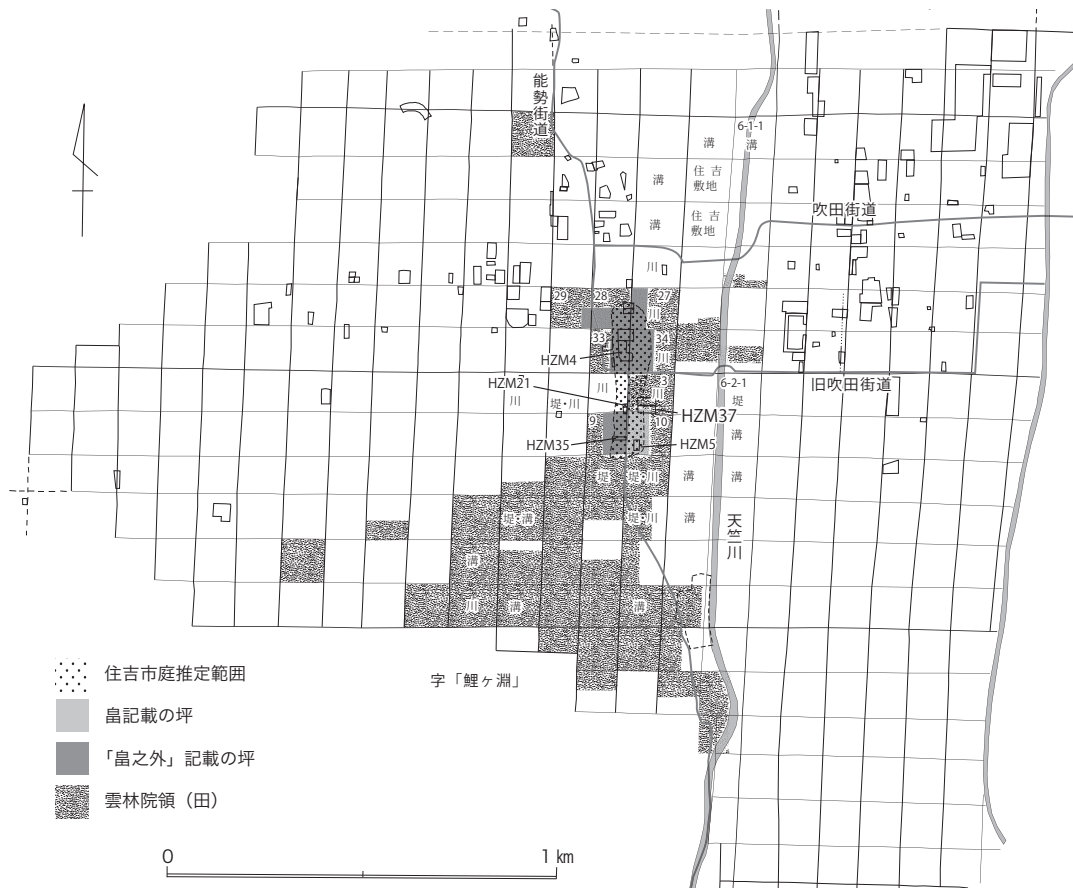 能勢街道
6-1-1
溝
溝
溝
住吉
敷地
溝
住吉
敷地
吹田街道
川
29
28
27
川
33
34
川
HZM4
旧吹田街道
HZM21
川
3
川
6-2-1
堤
川
堤・川
HZM37
9
10
溝
HZM35
HZM5
堤
堤・川
溝
溝
堤・溝
堤・川
溝
天竺川
溝
川
溝
溝
字「鯉ヶ淵」
住吉市庭推定範囲
畠記載の坪
「畠之外」記載の坪
雲林院領（田）
0
1 km